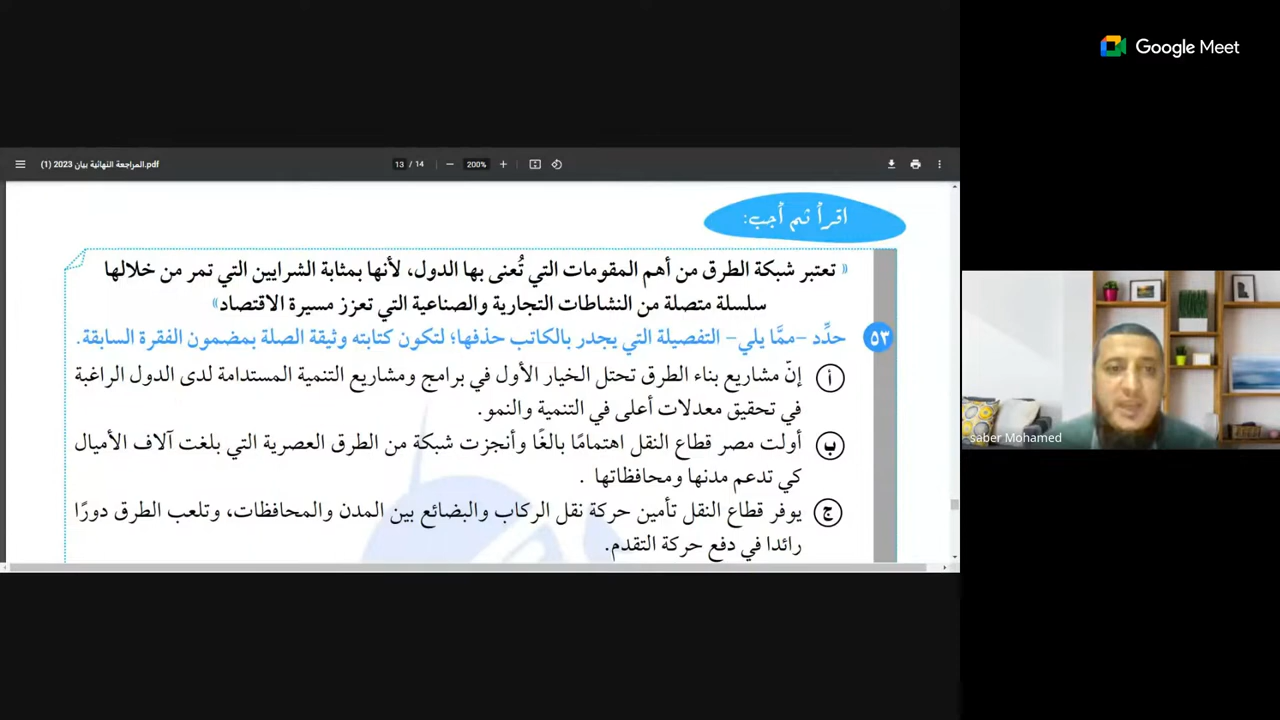 Google Meet
المراجعة النهائية بيان 2023 (1).pdf
13 / 14
200%
اقرأ ثم أجب:
« تعتبر شبكة الطرق من أهم المقومات التي تُعنى بها الدول، لأنها بمثابة الشرايين التي تمر من خلالها
سلسلة متصلة من النشاطات التجارية والصناعية التي تعزز مسيرة الاقتصاد»
٥٣ حدِّد -ممَّا يلي- التفصيلة التي يجدر بالكاتب حذفها؛ لتكون كتابته وثيقة الصلة بمضمون الفقرة السابقة.
أ إنّ مشاريع بناء الطرق تحتل الخيار الأول في برامج ومشاريع التنمية المستدامة لدى الدول الراغبة
في تحقيق معدلات أعلى في التنمية والنمو.
ب أولت مصر قطاع النقل اهتمامًا بالغًا وأنجزت شبكة من الطرق العصرية التي بلغت آلاف الأميال
كي تدعم مدنها ومحافظاتها .
ج يوفر قطاع النقل تأمين حركة نقل الركاب والبضائع بين المدن والمحافظات، وتلعب الطرق دورًا
رائدا في دفع حركة التقدم.
saber Mohamed